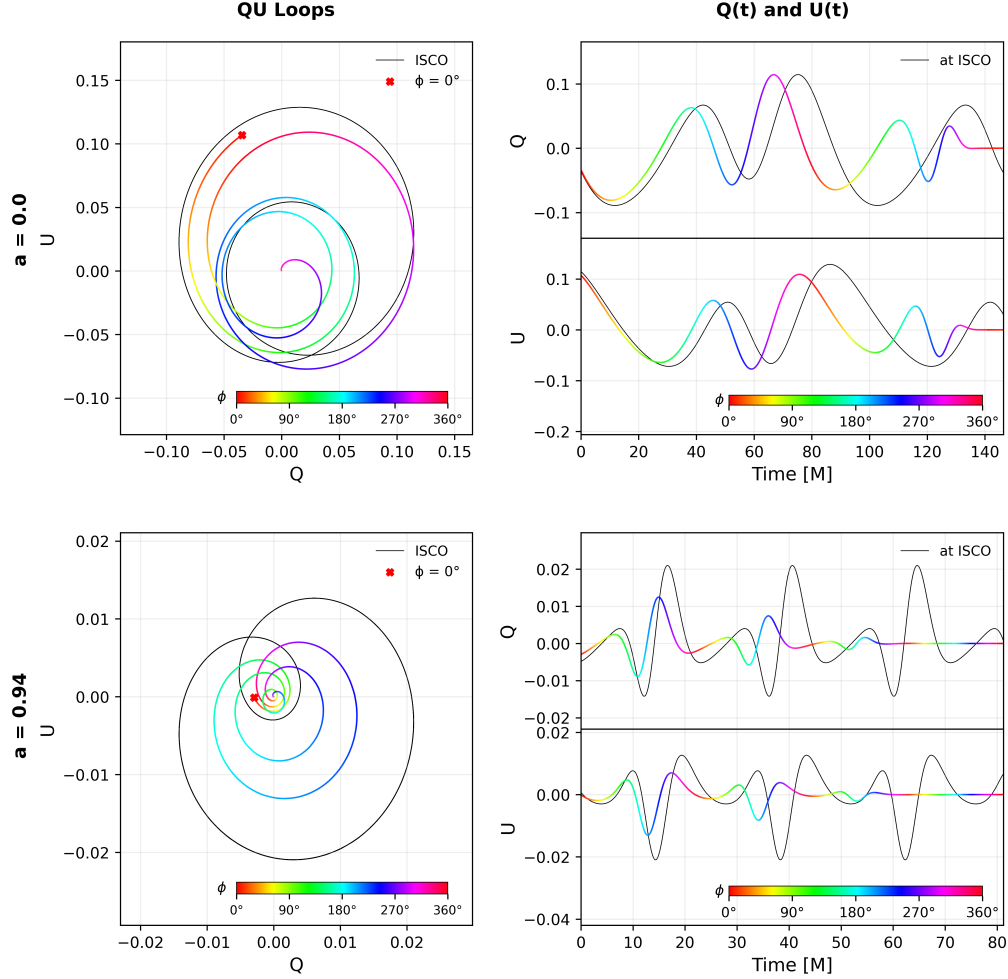 QU Loops
Q(t) and U(t)
a = 0.0
U
0.15
0.10
0.05
0.00
−0.05
−0.10
ISCO
ϕ = 0°
ϕ
0° 90° 180° 270° 360°
−0.10 −0.05 0.00 0.05 0.10 0.15
Q
Q
0.1
0.0
−0.1
at ISCO
U
0.1
0.0
−0.1
−0.2
ϕ
0° 90° 180° 270° 360°
0 20 40 60 80 100 120 140
Time [M]
a = 0.94
U
0.02
0.01
0.00
−0.01
−0.02
ISCO
ϕ = 0°
ϕ
0° 90° 180° 270° 360°
−0.02 −0.01 0.00 0.01 0.02
Q
Q
0.02
0.01
0.00
−0.01
−0.02
at ISCO
U
0.02
0.00
−0.02
−0.04
ϕ
0° 90° 180° 270° 360°
0 10 20 30 40 50 60 70 80
Time [M]